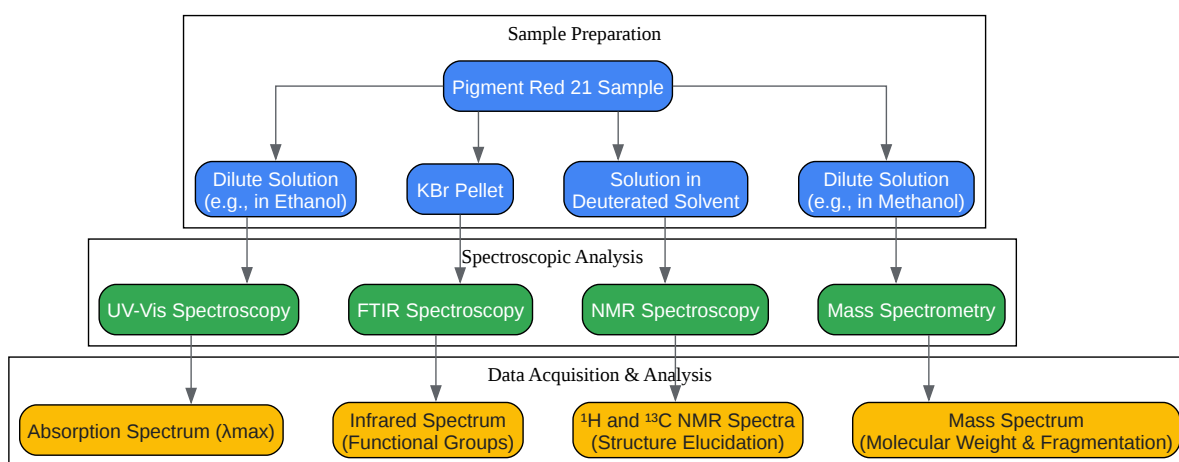 Sample Preparation
Pigment Red 21 Sample
Dilute Solution
(e.g., in Ethanol)
KBr Pellet
Solution in
Deuterated Solvent
Dilute Solution
(e.g., in Methanol)
Spectroscopic Analysis
UV-Vis Spectroscopy
FTIR Spectroscopy
NMR Spectroscopy
Mass Spectrometry
Data Acquisition & Analysis
Absorption Spectrum (λmax)
Infrared Spectrum
(Functional Groups)
¹H and ¹³C NMR Spectra
(Structure Elucidation)
Mass Spectrum
(Molecular Weight & Fragmentation)